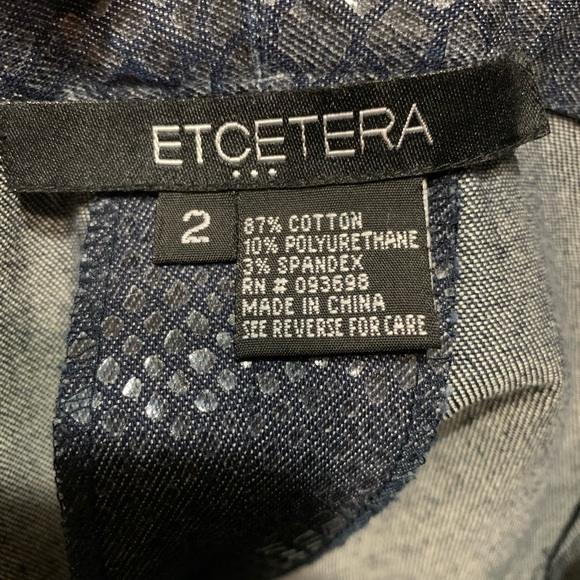 ETCETERA
...
2
87% COTTON
10% POLYURETHANE
3% SPANDEX
RN # 093698
MADE IN CHINA
SEE REVERSE FOR CARE